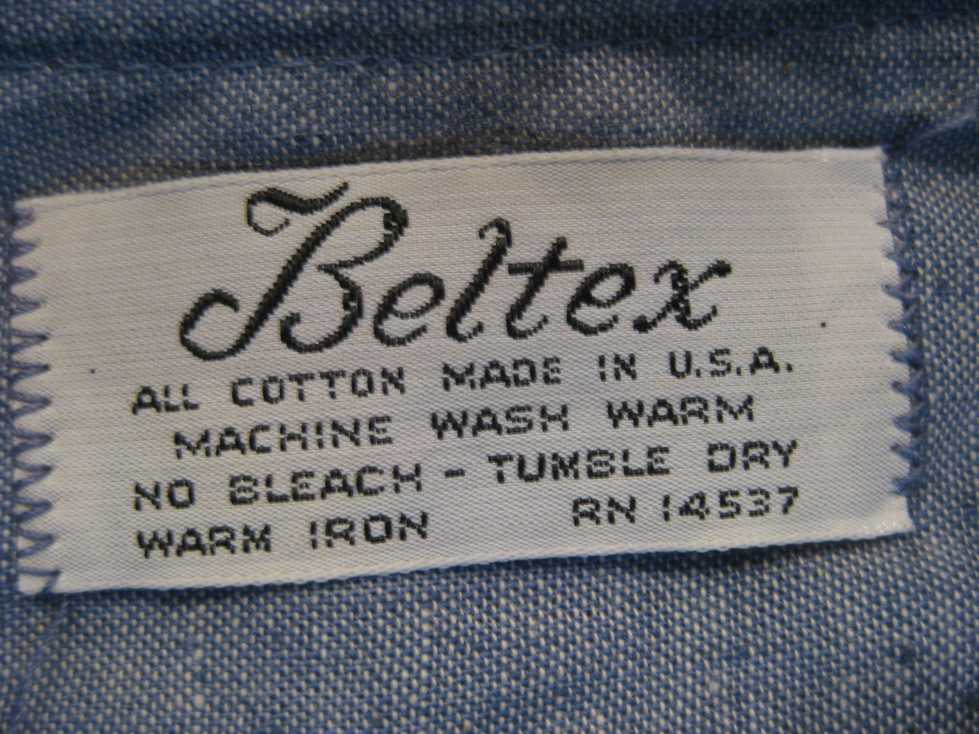 Beltex
ALL COTTON MADE IN U.S.A.
MACHINE WASH WARM
NO BLEACH - TUMBLE DRY
WARM IRON RN 14537